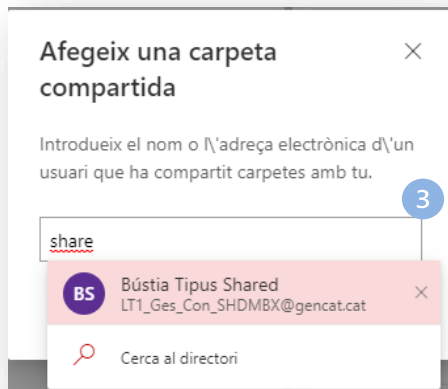 Afegeix una carpeta
compartida
Introdueix el nom o l\'adreça electrònica d\'un
usuari que ha compartit carpetes amb tu.
3
share
BS
Bústia Tipus Shared
LT1_Ges_Con_SHDMBX@gencat.cat
Cerca al directori